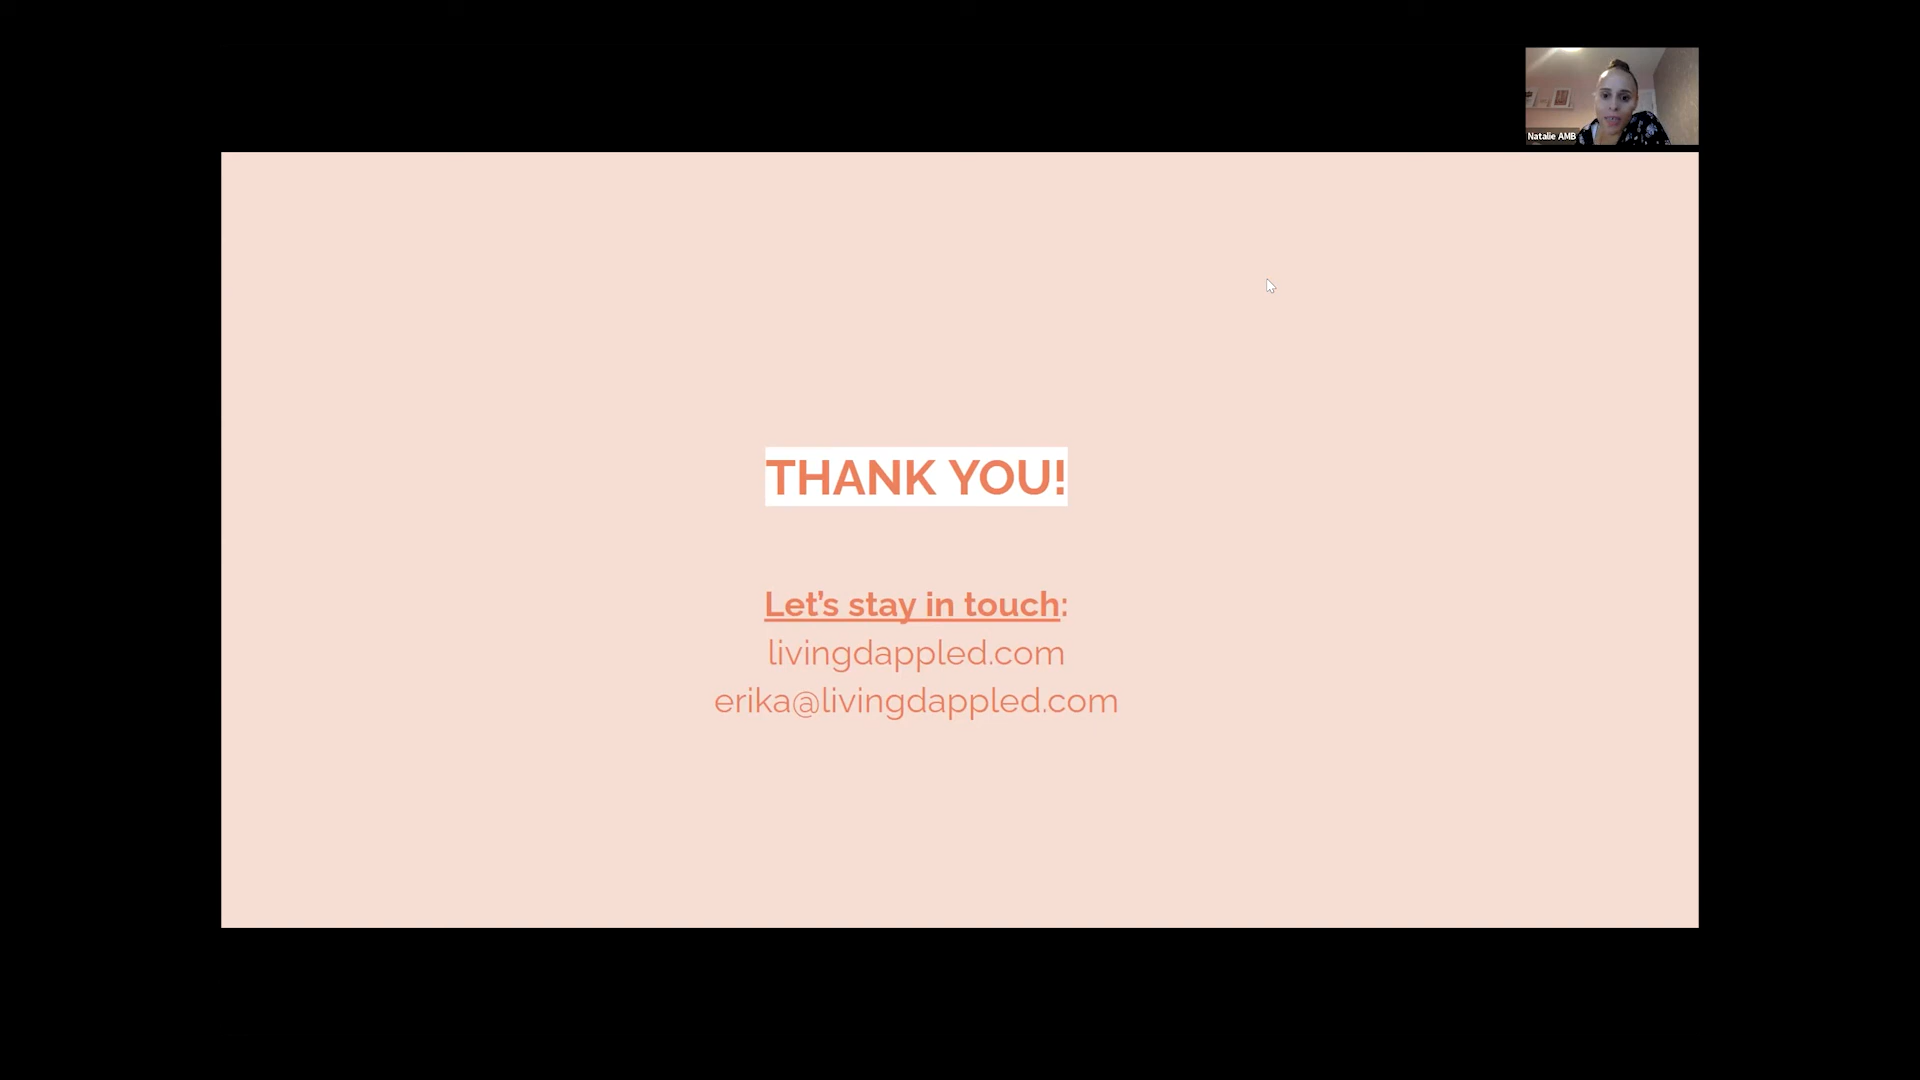 Natalie AMB
THANK YOU!
Let's stay in touch:
livingdappled.com
erika@livingdappled.com